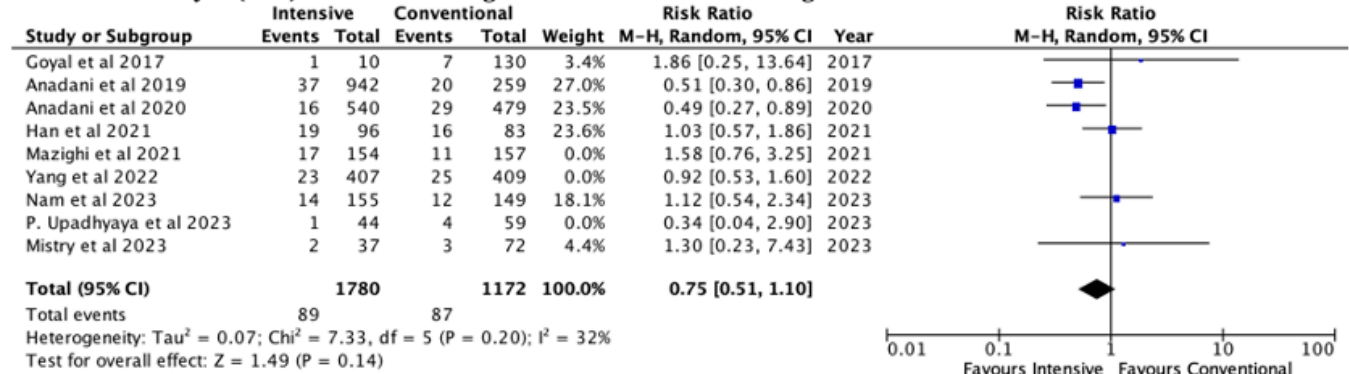 Intensive Conventional Risk Ratio Risk Ratio
Study or Subgroup Events Total Events Total Weight M-H, Random, 95% CI Year M-H, Random, 95% CI
Goyal et al 2017 1 10 7 130 3.4% 1.86 [0.25, 13.64] 2017
Anadani et al 2019 37 942 20 259 27.0% 0.51 [0.30, 0.86] 2019
Anadani et al 2020 16 540 29 479 23.5% 0.49 [0.27, 0.89] 2020
Han et al 2021 19 96 16 83 23.6% 1.03 [0.57, 1.86] 2021
Mazighi et al 2021 17 154 11 157 0.0% 1.58 [0.76, 3.25] 2021
Yang et al 2022 23 407 25 409 0.0% 0.92 [0.53, 1.60] 2022
Nam et al 2023 14 155 12 149 18.1% 1.12 [0.54, 2.34] 2023
P. Upadhyaya et al 2023 1 44 4 59 0.0% 0.34 [0.04, 2.90] 2023
Mistry et al 2023 2 37 3 72 4.4% 1.30 [0.23, 7.43] 2023
Total (95% CI) 1780 1172 100.0% 0.75 [0.51, 1.10]
Total events 89 87
Heterogeneity: Tau² = 0.07; Chi² = 7.33, df = 5 (P = 0.20); I² = 32%
Test for overall effect: Z = 1.49 (P = 0.14)
0.01 0.1 1 10 100
Favours Intensive Favours Conventional